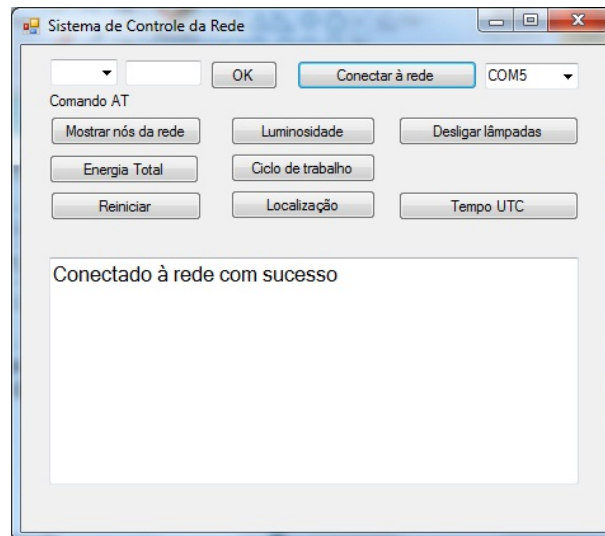 Sistema de Controle da Rede
OK Conectar à rede COM5
Comando AT
Mostrar nós da rede Luminosidade Desligar lâmpadas
Energia Total Ciclo de trabalho
Reiniciar Localização Tempo UTC
Conectado à rede com sucesso